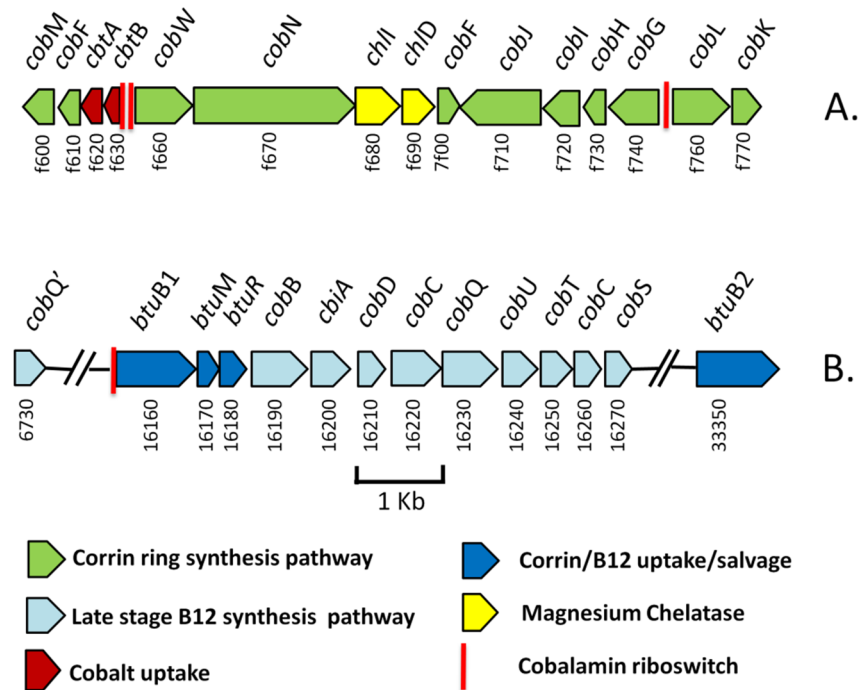 cobM cobF cbtA cbtB cobW cobN chlI chlD cobF cobJ cobI cobH cobG cobL cobK
A.
f600 f610 f620 f630 f660 f670 f680 f690 7f00 f710 f720 f730 f740 f760 f770
cobQ′ btuB1 btuM btuR cobB cbiA cobD cobC cobQ cobU cobT cobC cobS btuB2
B.
6730 16160 16170 16180 16190 16200 16210 16220 16230 16240 16250 16260 16270 33350
1 Kb
Corrin ring synthesis pathway
Corrin/B12 uptake/salvage
Late stage B12 synthesis pathway
Magnesium Chelatase
Cobalt uptake
Cobalamin riboswitch